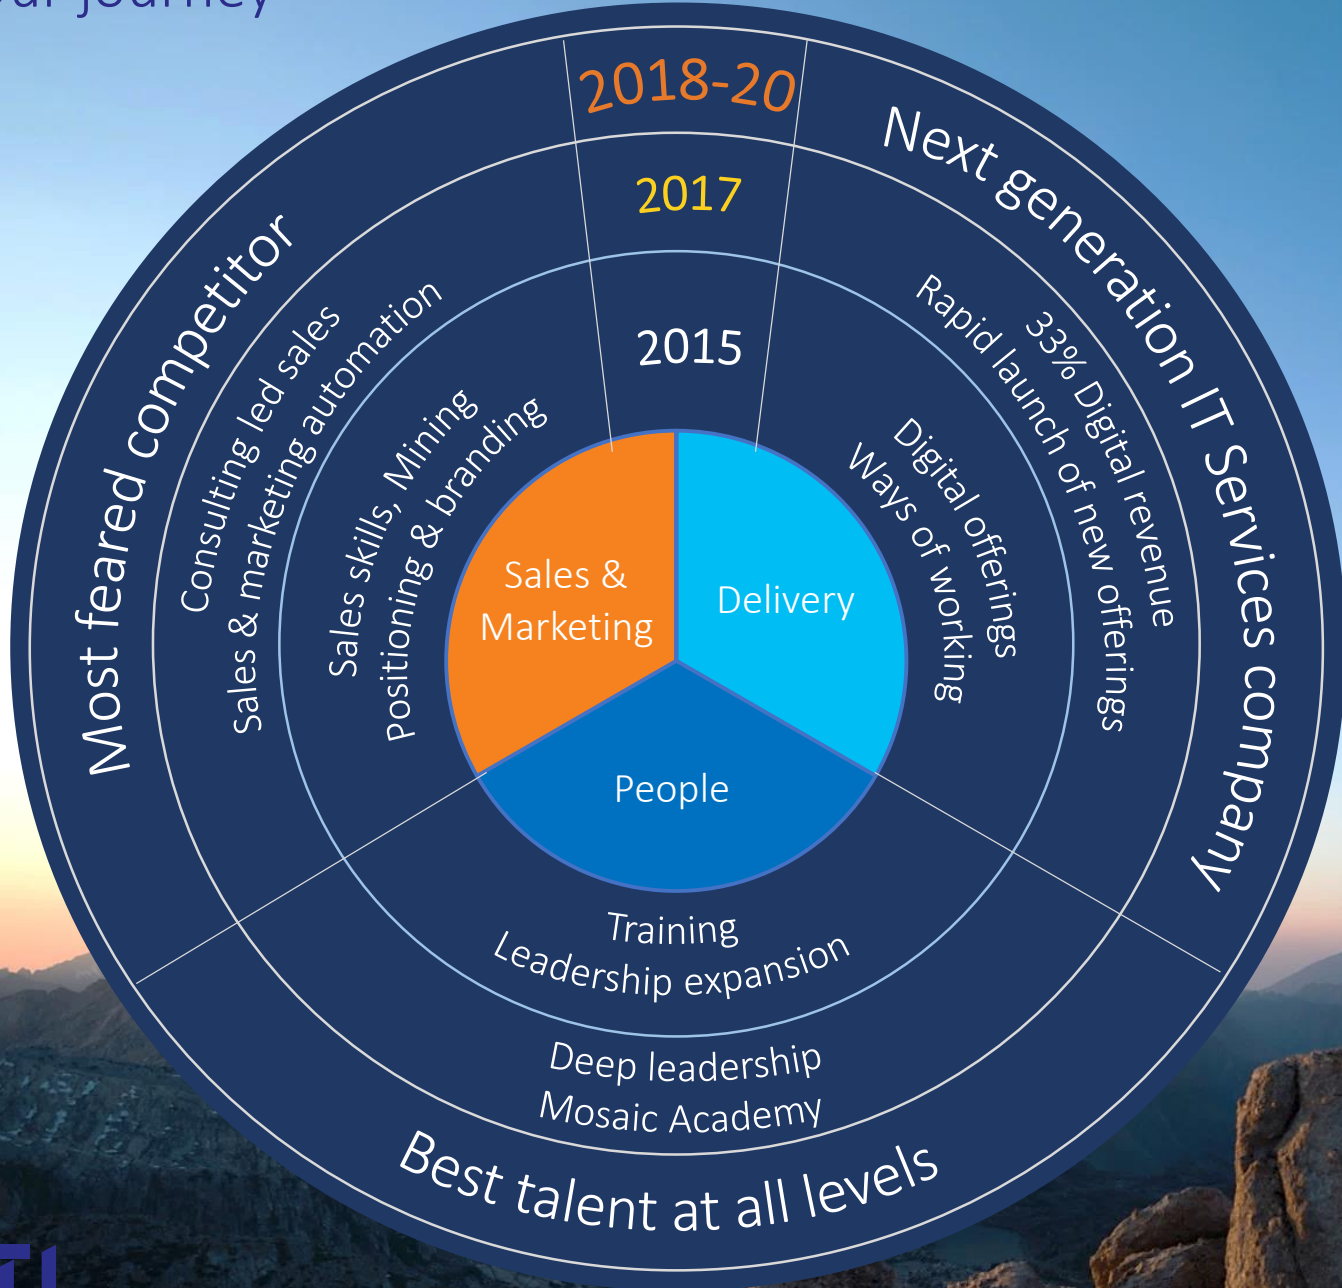 our journey
2018-20
2017
2015
Most feared competitor
Consulting led sales
Sales & marketing automation
Sales skills, Mining
Positioning & branding
Next generation IT Services company
33% Digital revenue
Rapid launch of new offerings
Digital offerings
Ways of working
Sales &
Marketing
Delivery
People
Training
Leadership expansion
Deep leadership
Mosaic Academy
Best talent at all levels